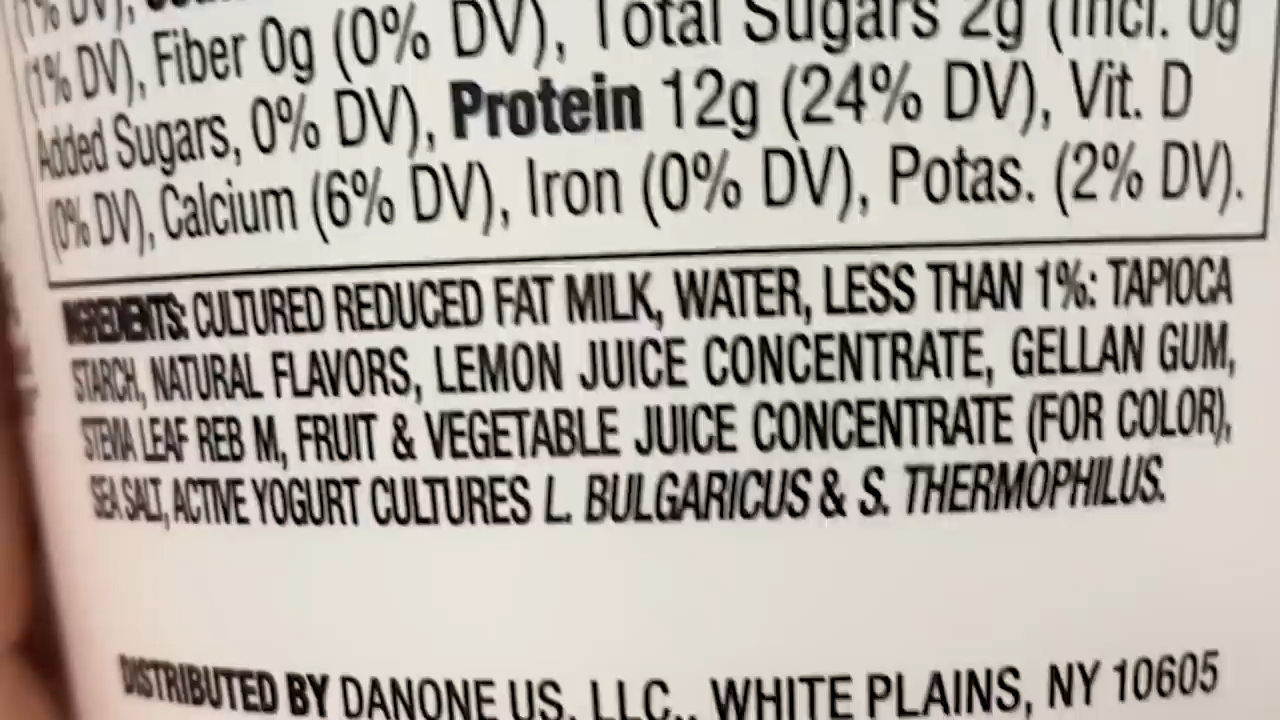 (1% DV),
(1% DV), Fiber 0g (0% DV), Total Sugars 2g (Incl. 0g
Added Sugars, 0% DV), Protein 12g (24% DV), Vit. D
(0% DV), Calcium (6% DV), Iron (0% DV), Potas. (2% DV).
INGREDIENTS: CULTURED REDUCED FAT MILK, WATER, LESS THAN 1%: TAPIOCA
STARCH, NATURAL FLAVORS, LEMON JUICE CONCENTRATE, GELLAN GUM,
STEVIA LEAF REB M, FRUIT & VEGETABLE JUICE CONCENTRATE (FOR COLOR),
SEA SALT, ACTIVE YOGURT CULTURES L. BULGARICUS & S. THERMOPHILUS.
DISTRIBUTED BY DANONE US, LLC., WHITE PLAINS, NY 10605